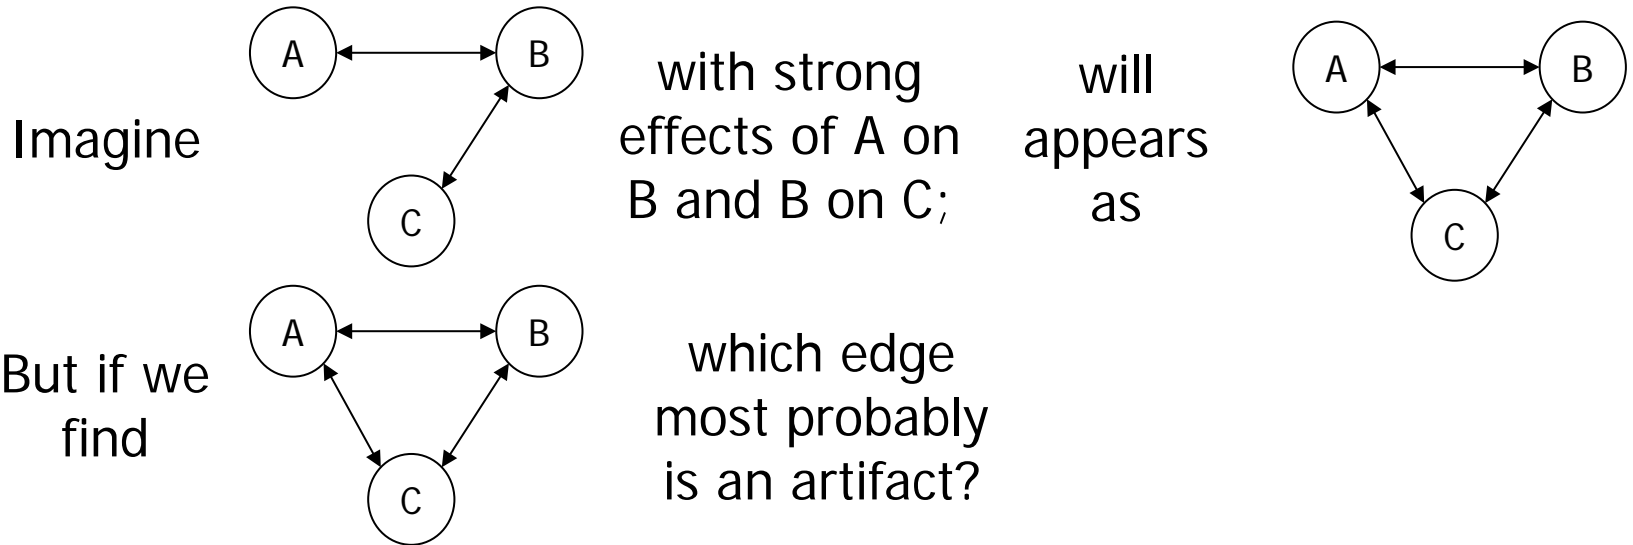 Imagine
A
B
C
with strong
effects of A on
B and B on C;
will
appears
as
A
B
C
But if we
find
A
B
C
which edge
most probably
is an artifact?